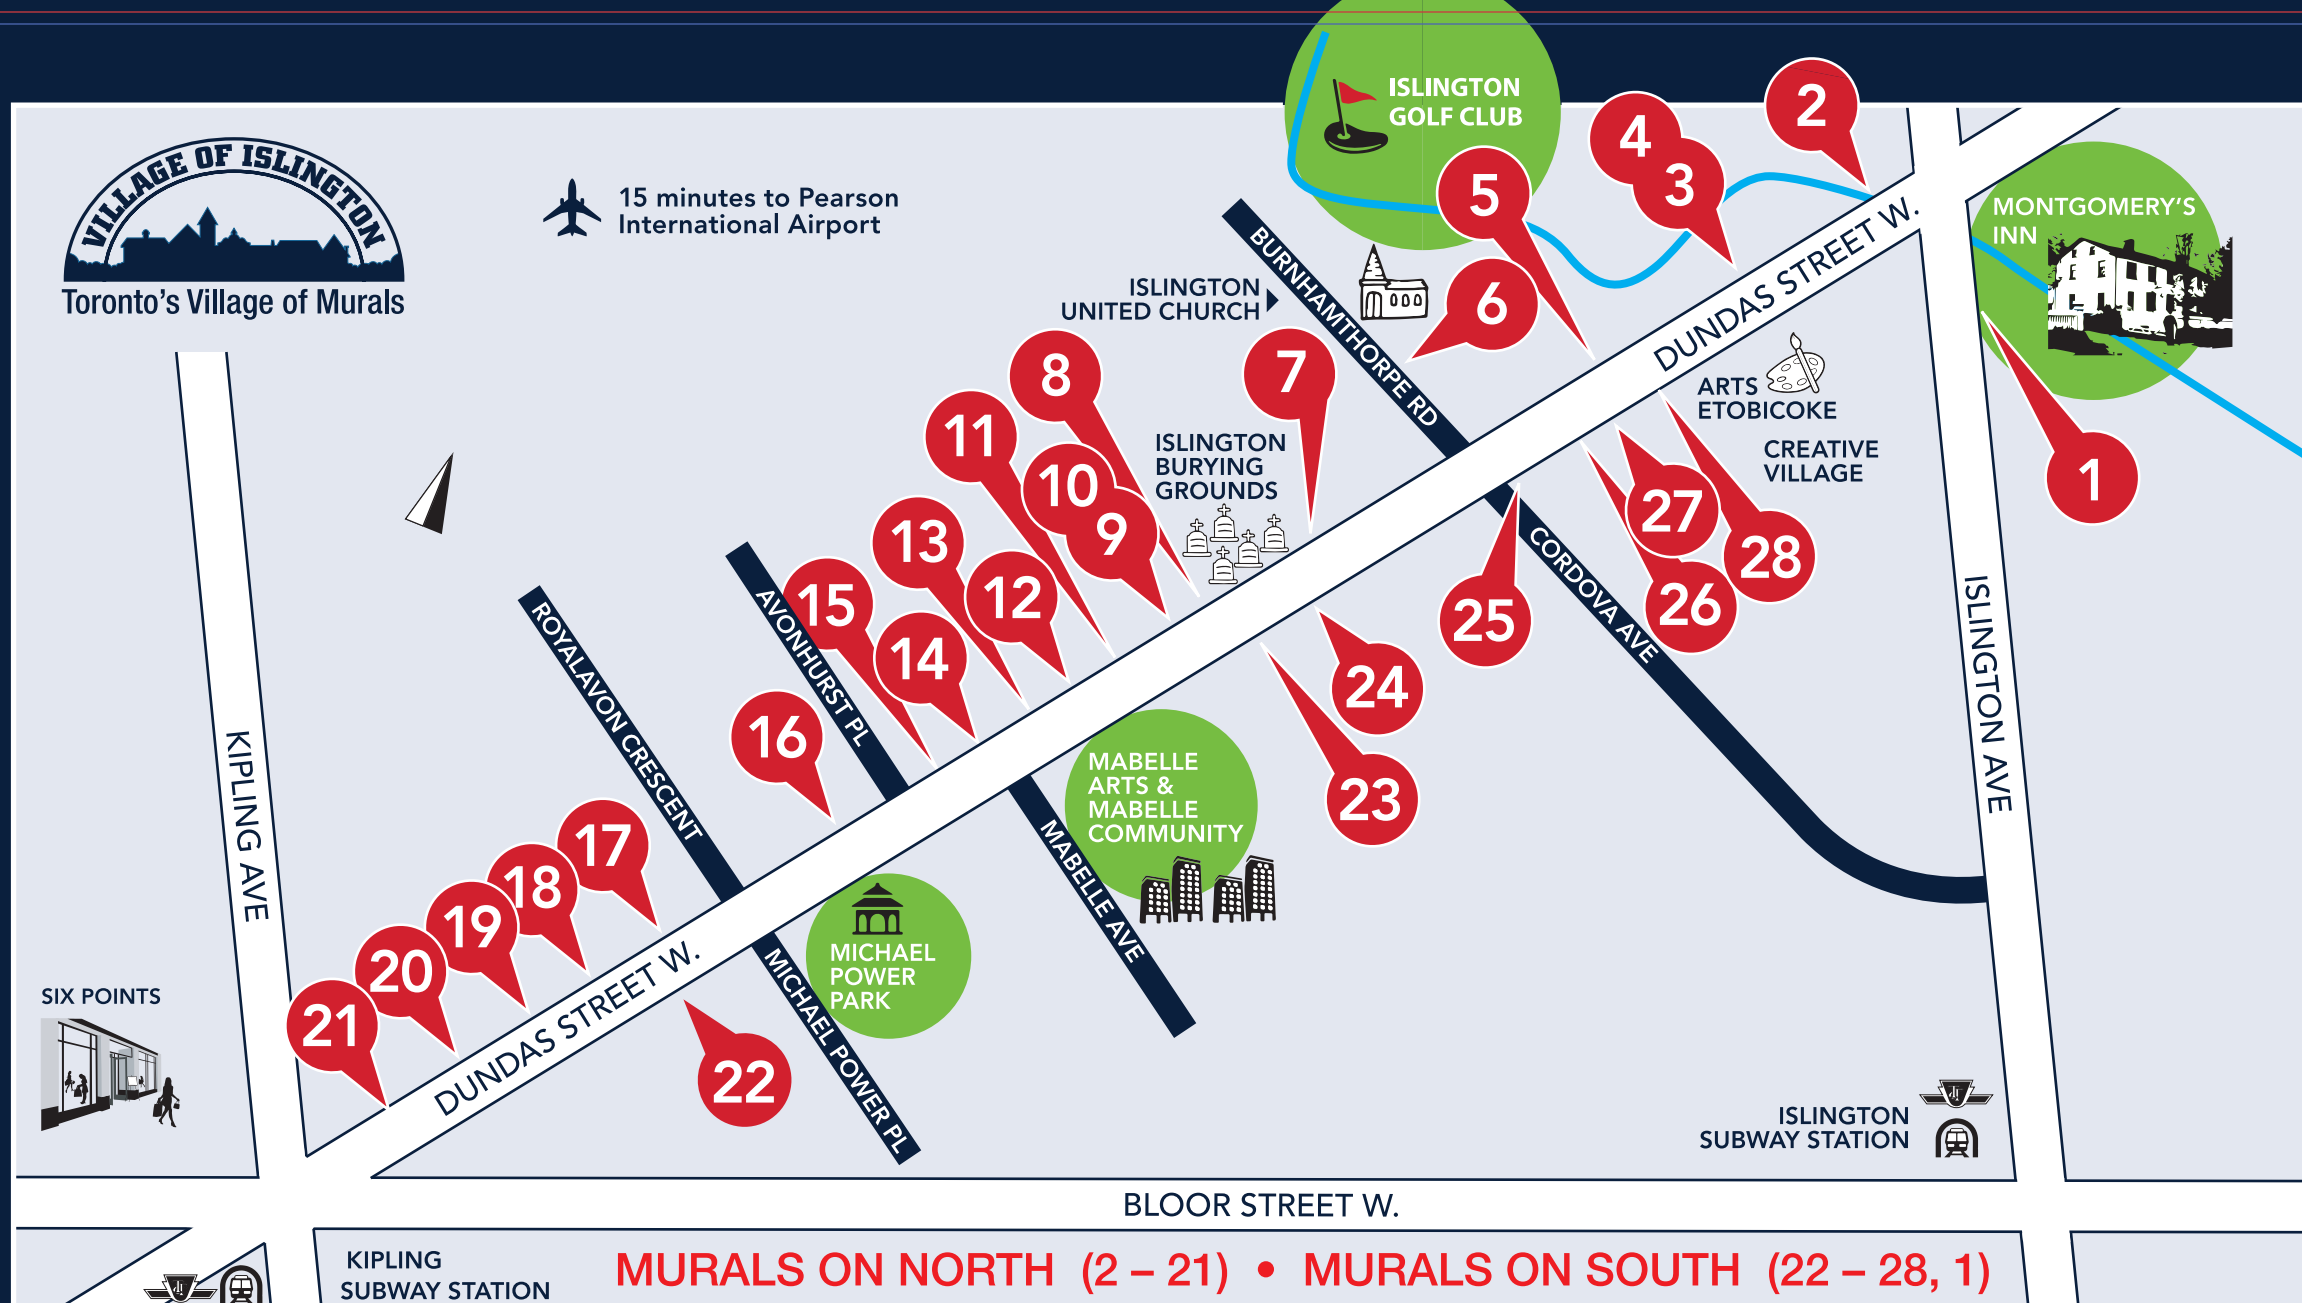 VILLAGE OF ISLINGTON
Toronto's Village of Murals
15 minutes to Pearson
International Airport
ISLINGTON
GOLF CLUB
2
4
3
5
MONTGOMERY'S
INN
DUNDAS STREET W.
BURNHAMTHORPE RD
ISLINGTON
UNITED CHURCH
6
7
8
11
10
9
ISLINGTON
BURYING
GROUNDS
ARTS
ETOBICOKE
CREATIVE
VILLAGE
1
27
28
26
25
CORDOVA AVE
ISLINGTON AVE
13
12
15
14
16
AVONHURST PL
ROYALAVON CRESCENT
24
23
MABELLE
ARTS &
MABELLE
COMMUNITY
MABELLE AVE
KIPLING AVE
17
18
19
20
21
SIX POINTS
DUNDAS STREET W.
22
MICHAEL
POWER
PARK
MICHAEL POWER PL
ISLINGTON
SUBWAY STATION
BLOOR STREET W.
KIPLING
SUBWAY STATION
MURALS ON NORTH (2 – 21) • MURALS ON SOUTH (22 – 28, 1)